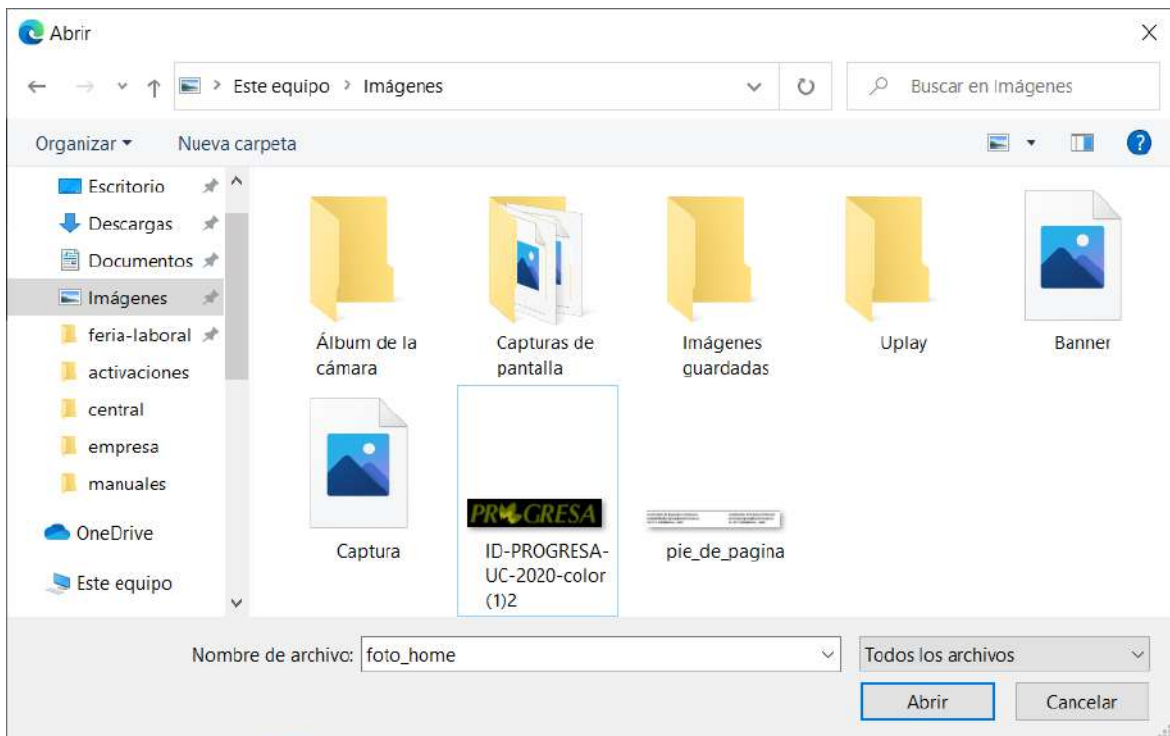 Abrir
Este equipo > Imágenes
Buscar en Imágenes
Organizar
Nueva carpeta
?
Escritorio
Descargas
Documentos
Imágenes
feria-laboral
activaciones
central
empresa
manuales
OneDrive
Este equipo
Álbum de la
cámara
Capturas de
pantalla
Imágenes
guardadas
Uplay
Banner
Captura
PROGRESA
ID-PROGRESA-
UC-2020-color
(1)2
pie_de_pagina
Nombre de archivo: foto_home
Todos los archivos
Abrir
Cancelar